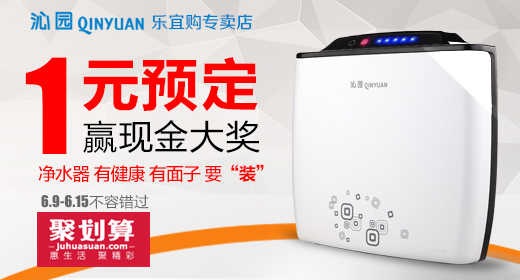 沁园 QINYUAN 乐宜购专卖店
1元预定
赢现金大奖
净水器 有健康 有面子 要“装”
6.9-6.15不容错过
聚划算
juhuasuan.com
惠生活 聚精彩
沁园 QINYUAN